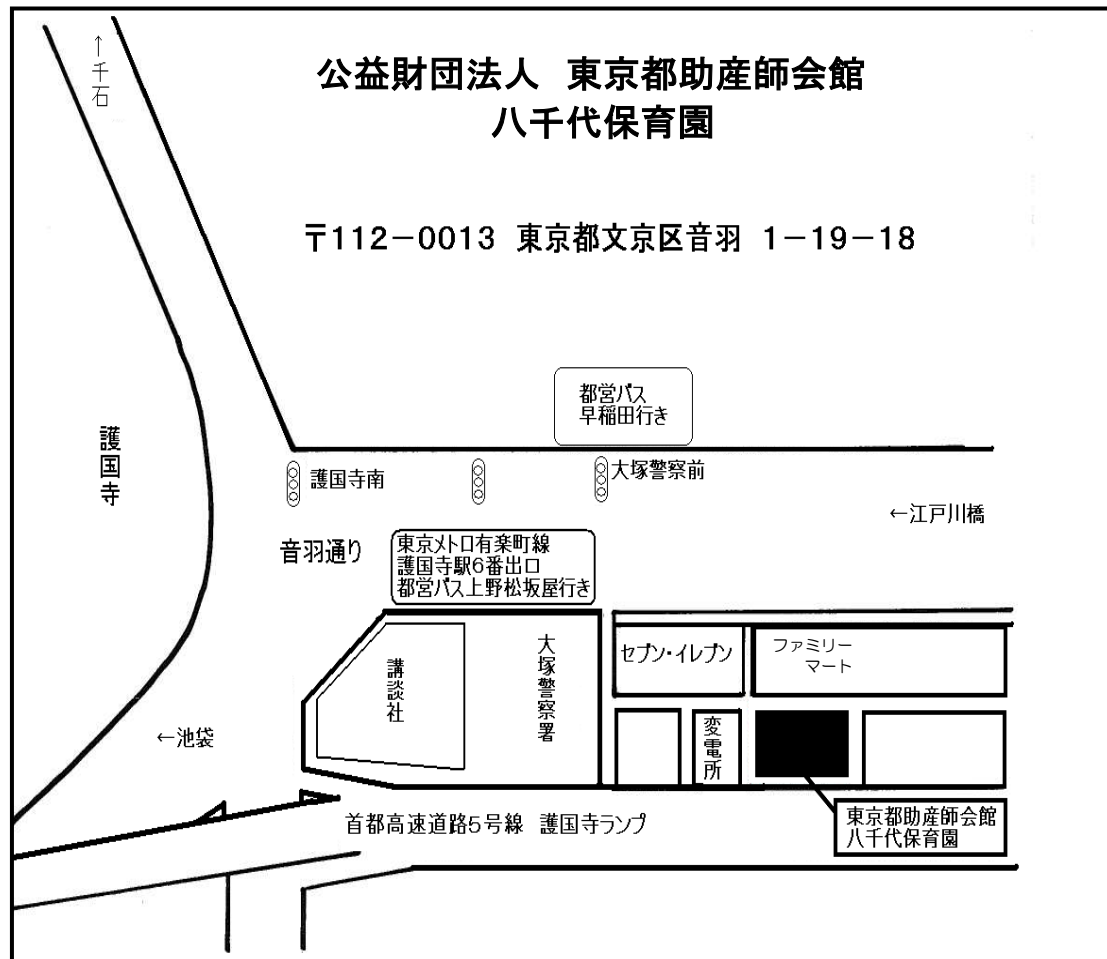 ↑千石
公益財団法人 東京都助産師会館
八千代保育園
〒112－0013 東京都文京区音羽 1－19－18
都営バス
早稲田行き
護国寺
護国寺南
大塚警察前
←江戸川橋
音羽通り
東京メトロ有楽町線
護国寺駅6番出口
都営バス上野松坂屋行き
講談社
大塚警察署
セブン・イレブン
ファミリー
マート
←池袋
変電所
首都高速道路5号線 護国寺ランプ
東京都助産師会館
八千代保育園